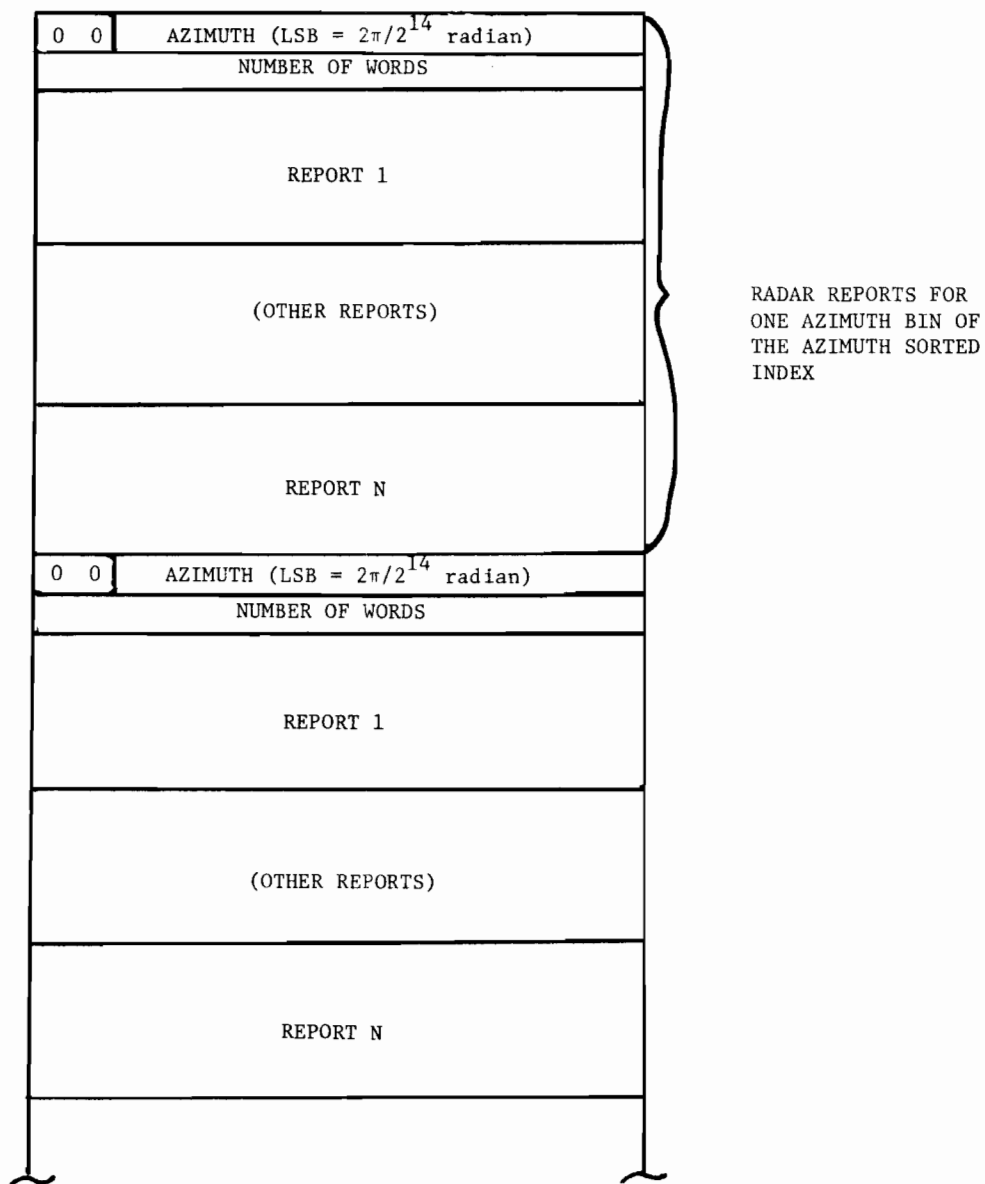 0 0 AZIMUTH (LSB = 2π/2^14 radian)
NUMBER OF WORDS
REPORT 1
(OTHER REPORTS)
REPORT N
RADAR REPORTS FOR
ONE AZIMUTH BIN OF
THE AZIMUTH SORTED
INDEX
0 0 AZIMUTH (LSB = 2π/2^14 radian)
NUMBER OF WORDS
REPORT 1
(OTHER REPORTS)
REPORT N